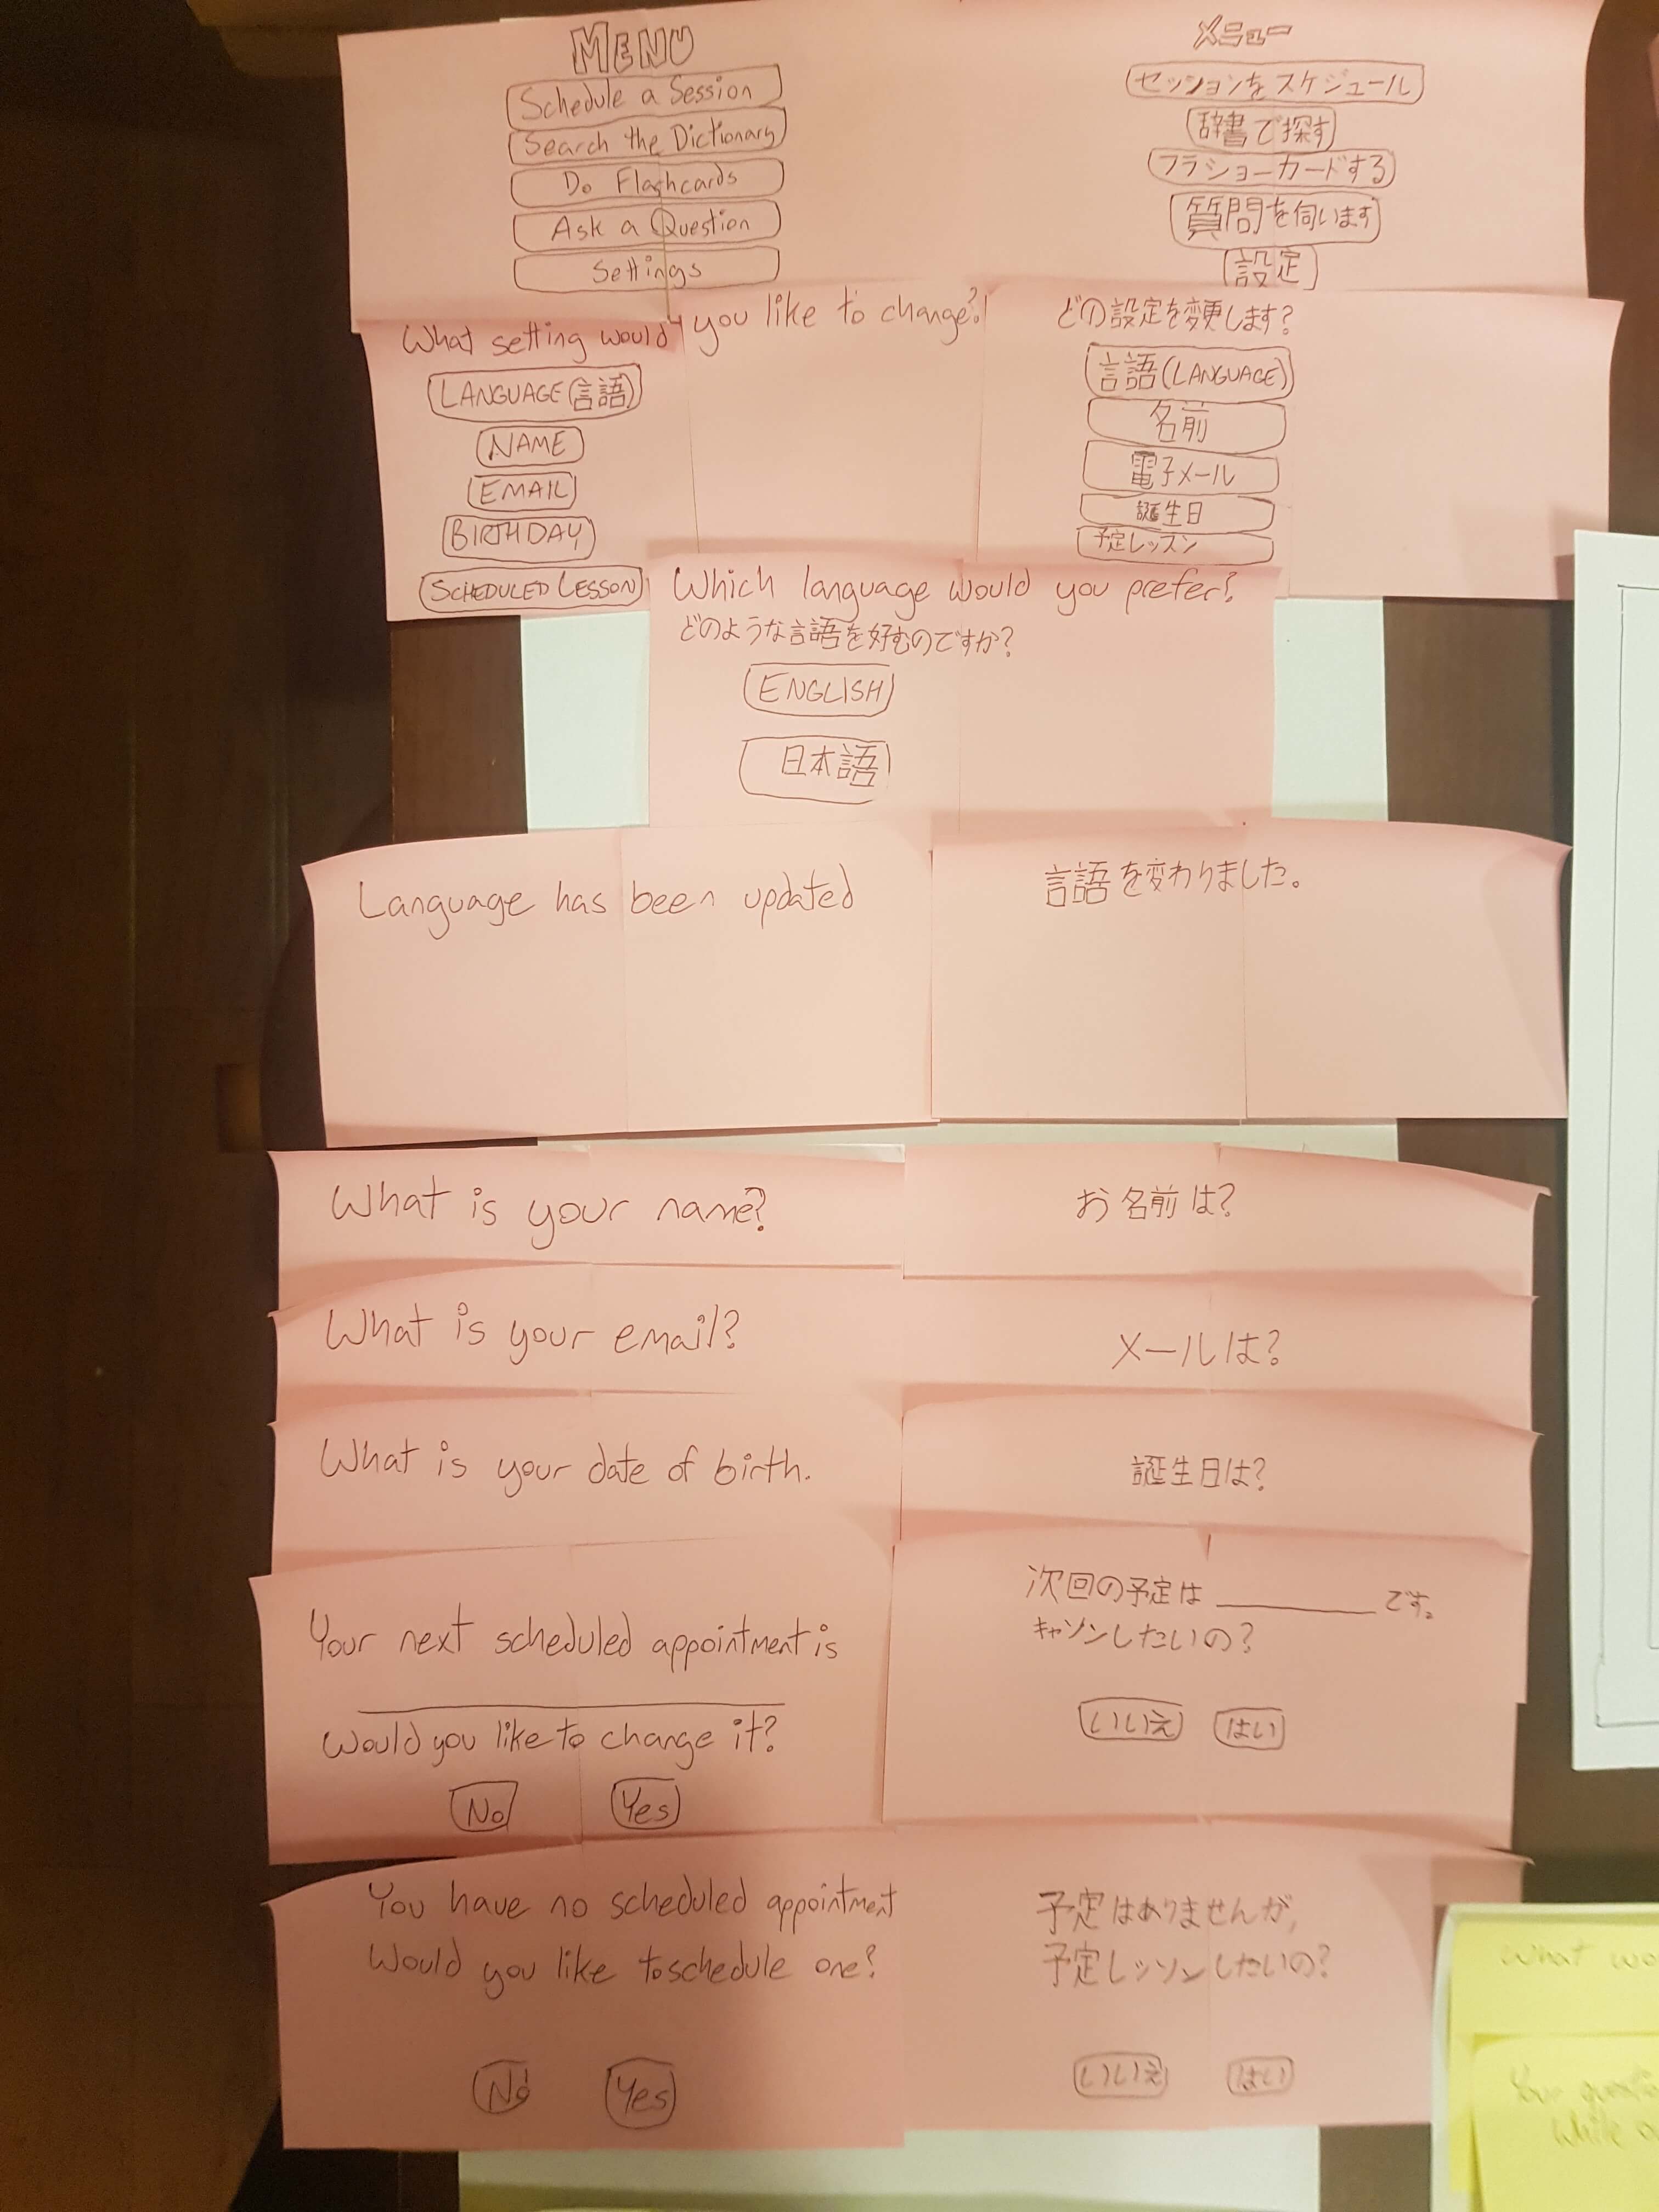 MENU
Schedule a Session
Search the Dictionary
Do Flashcards
Ask a Question
Settings
メニュー
セッションをスケジュール
辞書で探す
フラショーカードする
質問を伺います
設定
What setting would you like to change?
LANGUAGE (言語)
NAME
EMAIL
BIRTHDAY
SCHEDULED LESSON
どの設定を変更します?
言語 (LANGUAGE)
名前
電子メール
誕生日
予定レッスン
Which language would you prefer?
どのような言語を好むのですか?
ENGLISH
日本語
Language has been updated
言語を変わりました。
What is your name?
お名前は?
What is your email?
メールは?
What is your date of birth.
誕生日は?
Your next scheduled appointment is
Would you like to change it?
No Yes
次回の予定は ________ です。
キャソンしたいの?
いいえ はい
You have no scheduled appointment
Would you like to schedule one?
No Yes
予定はありませんが,
予定レッソンしたいの?
いいえ はい
What
Your
While